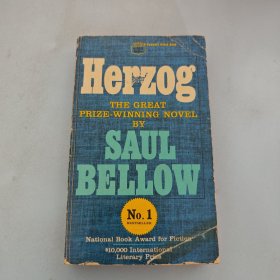 Herzog
THE GREAT
PRIZE-WINNING NOVEL
BY
SAUL
BELLOW
No. 1
BESTSELLER
National Book Award for Fiction
$10,000 International
Literary Prize